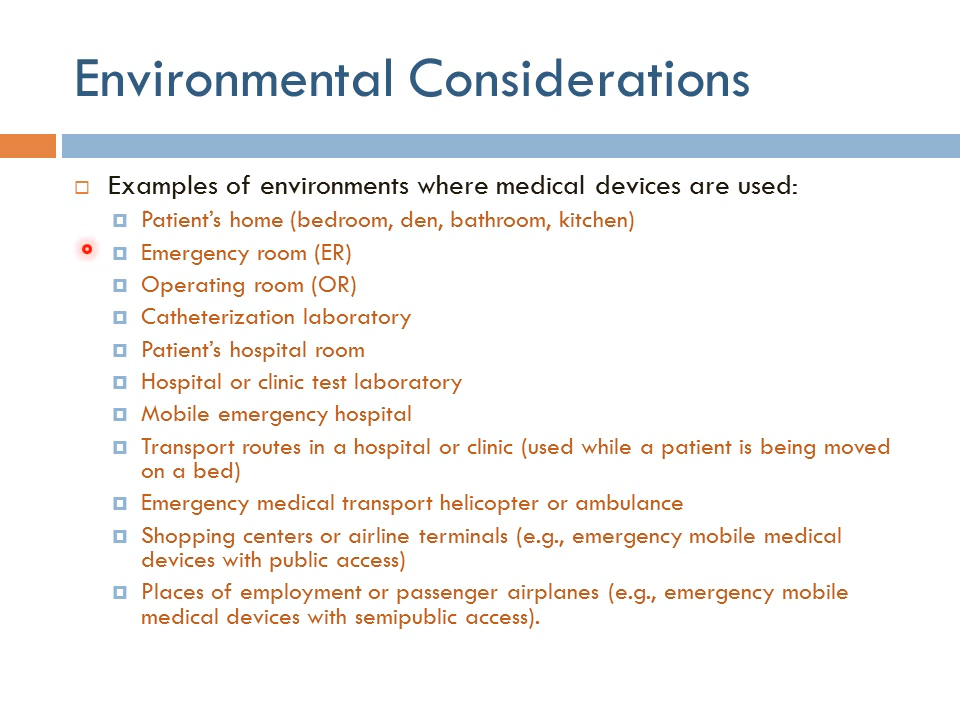 Environmental Considerations
Examples of environments where medical devices are used:
Patient's home (bedroom, den, bathroom, kitchen)
Emergency room (ER)
Operating room (OR)
Catheterization laboratory
Patient's hospital room
Hospital or clinic test laboratory
Mobile emergency hospital
Transport routes in a hospital or clinic (used while a patient is being moved
on a bed)
Emergency medical transport helicopter or ambulance
Shopping centers or airline terminals (e.g., emergency mobile medical
devices with public access)
Places of employment or passenger airplanes (e.g., emergency mobile
medical devices with semipublic access).